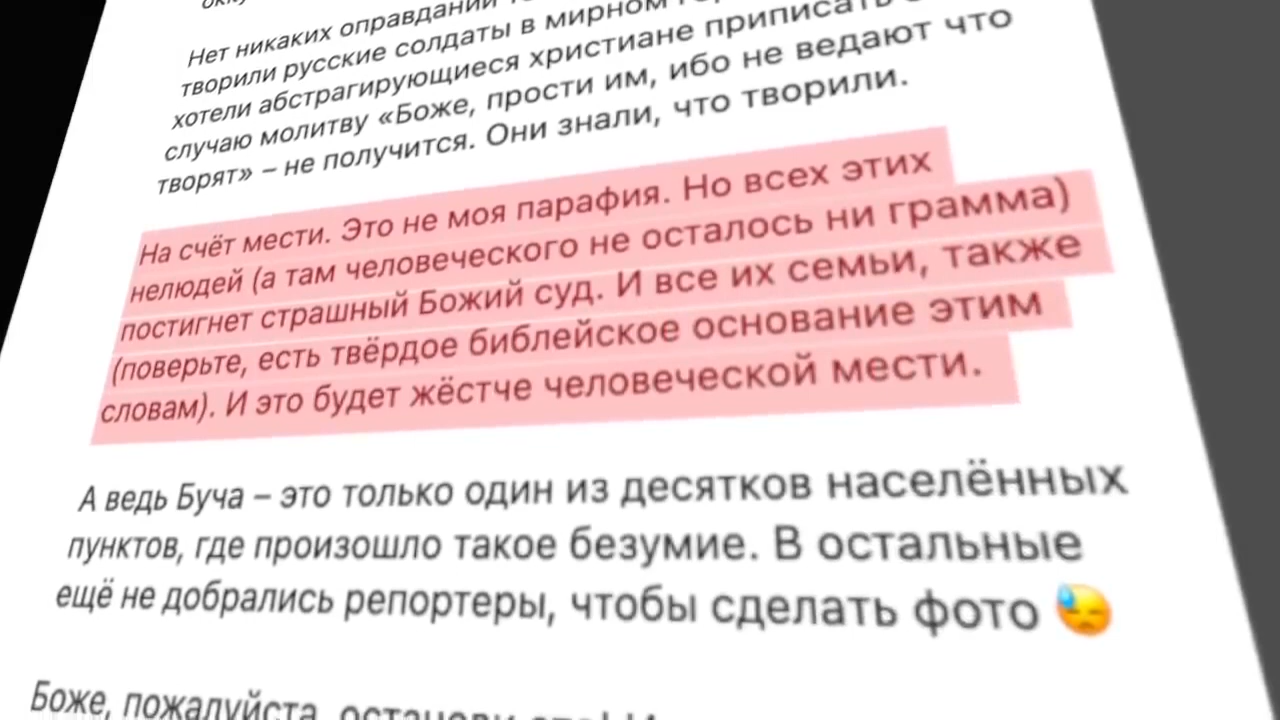 Нет никаких оправданий
творили русские солдаты в мирном
хотели абстрагирующиеся христиане приписать
случаю молитву «Боже, прости им, ибо не ведают что
творят» – не получится. Они знали, что творили.
На счёт мести. Это не моя парафия. Но всех этих
нелюдей (а там человеческого не осталось ни грамма)
постигнет страшный Божий суд. И все их семьи, также
(поверьте, есть твёрдое библейское основание этим
словам). И это будет жёстче человеческой мести.
А ведь Буча – это только один из десятков населённых
пунктов, где произошло такое безумие. В остальные
ещё не добрались репортеры, чтобы сделать фото 😓
Боже, пожалуйста, останови это! И